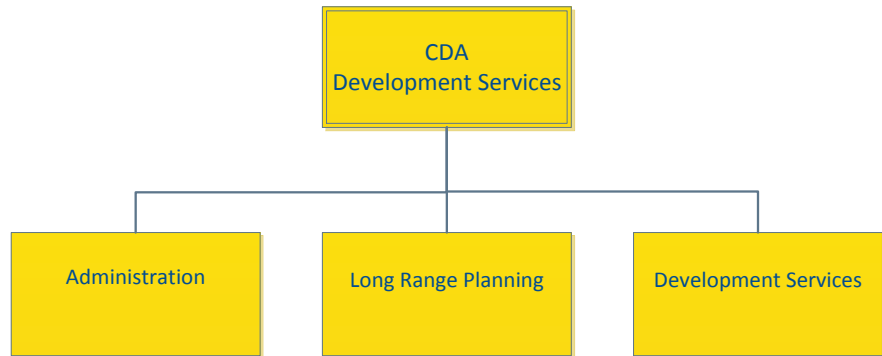 CDA
Development Services
Administration
Long Range Planning
Development Services